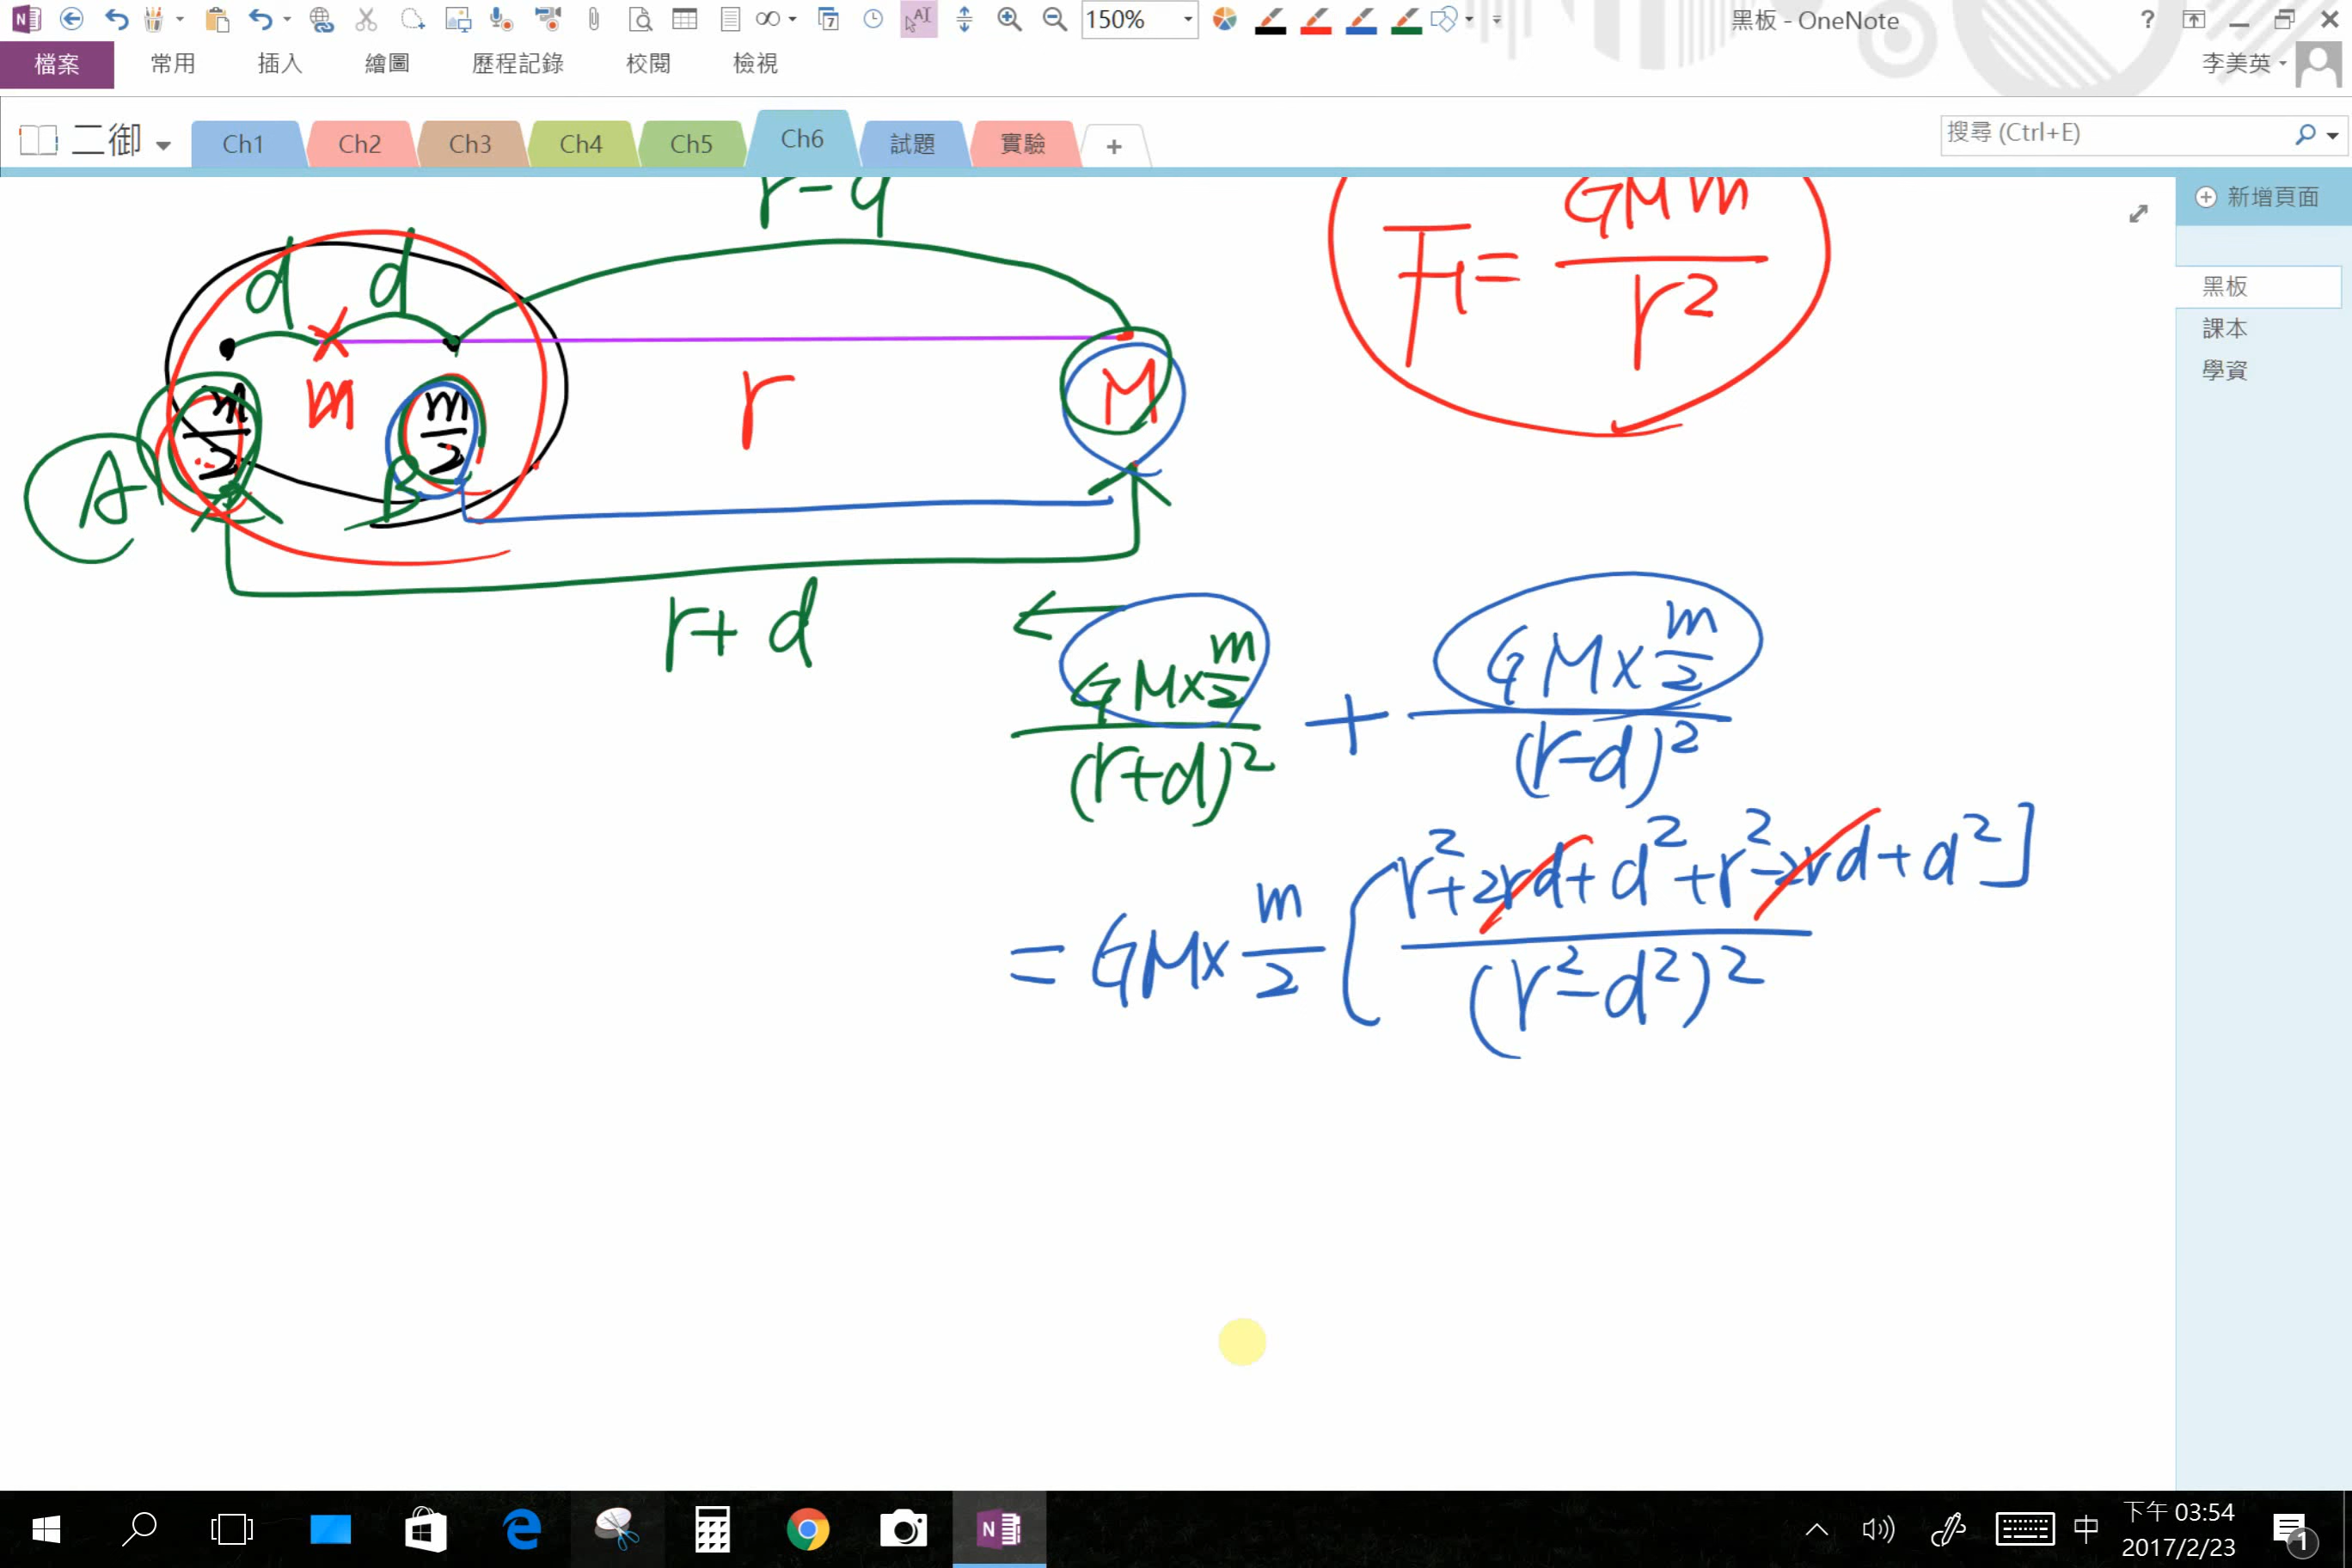 150%
黑板 - OneNote
?
檔案 常用 插入 繪圖 歷程記錄 校閱 檢視
李美英
二御 Ch1 Ch2 Ch3 Ch4 Ch5 Ch6 試題 實驗 +
搜尋 (Ctrl+E)
新增頁面
黑板
課本
學資
r-d
d d
m/2 m m/2 r M
A B
r+d
F1= GMm/r²
GM×m/2/(r+d)² + GM×m/2/(r-d)²
= GM×m/2 [r²+2rd+d²+r²-2rd+d²]/(r²-d²)²
中
下午 03:54
2017/2/23
1